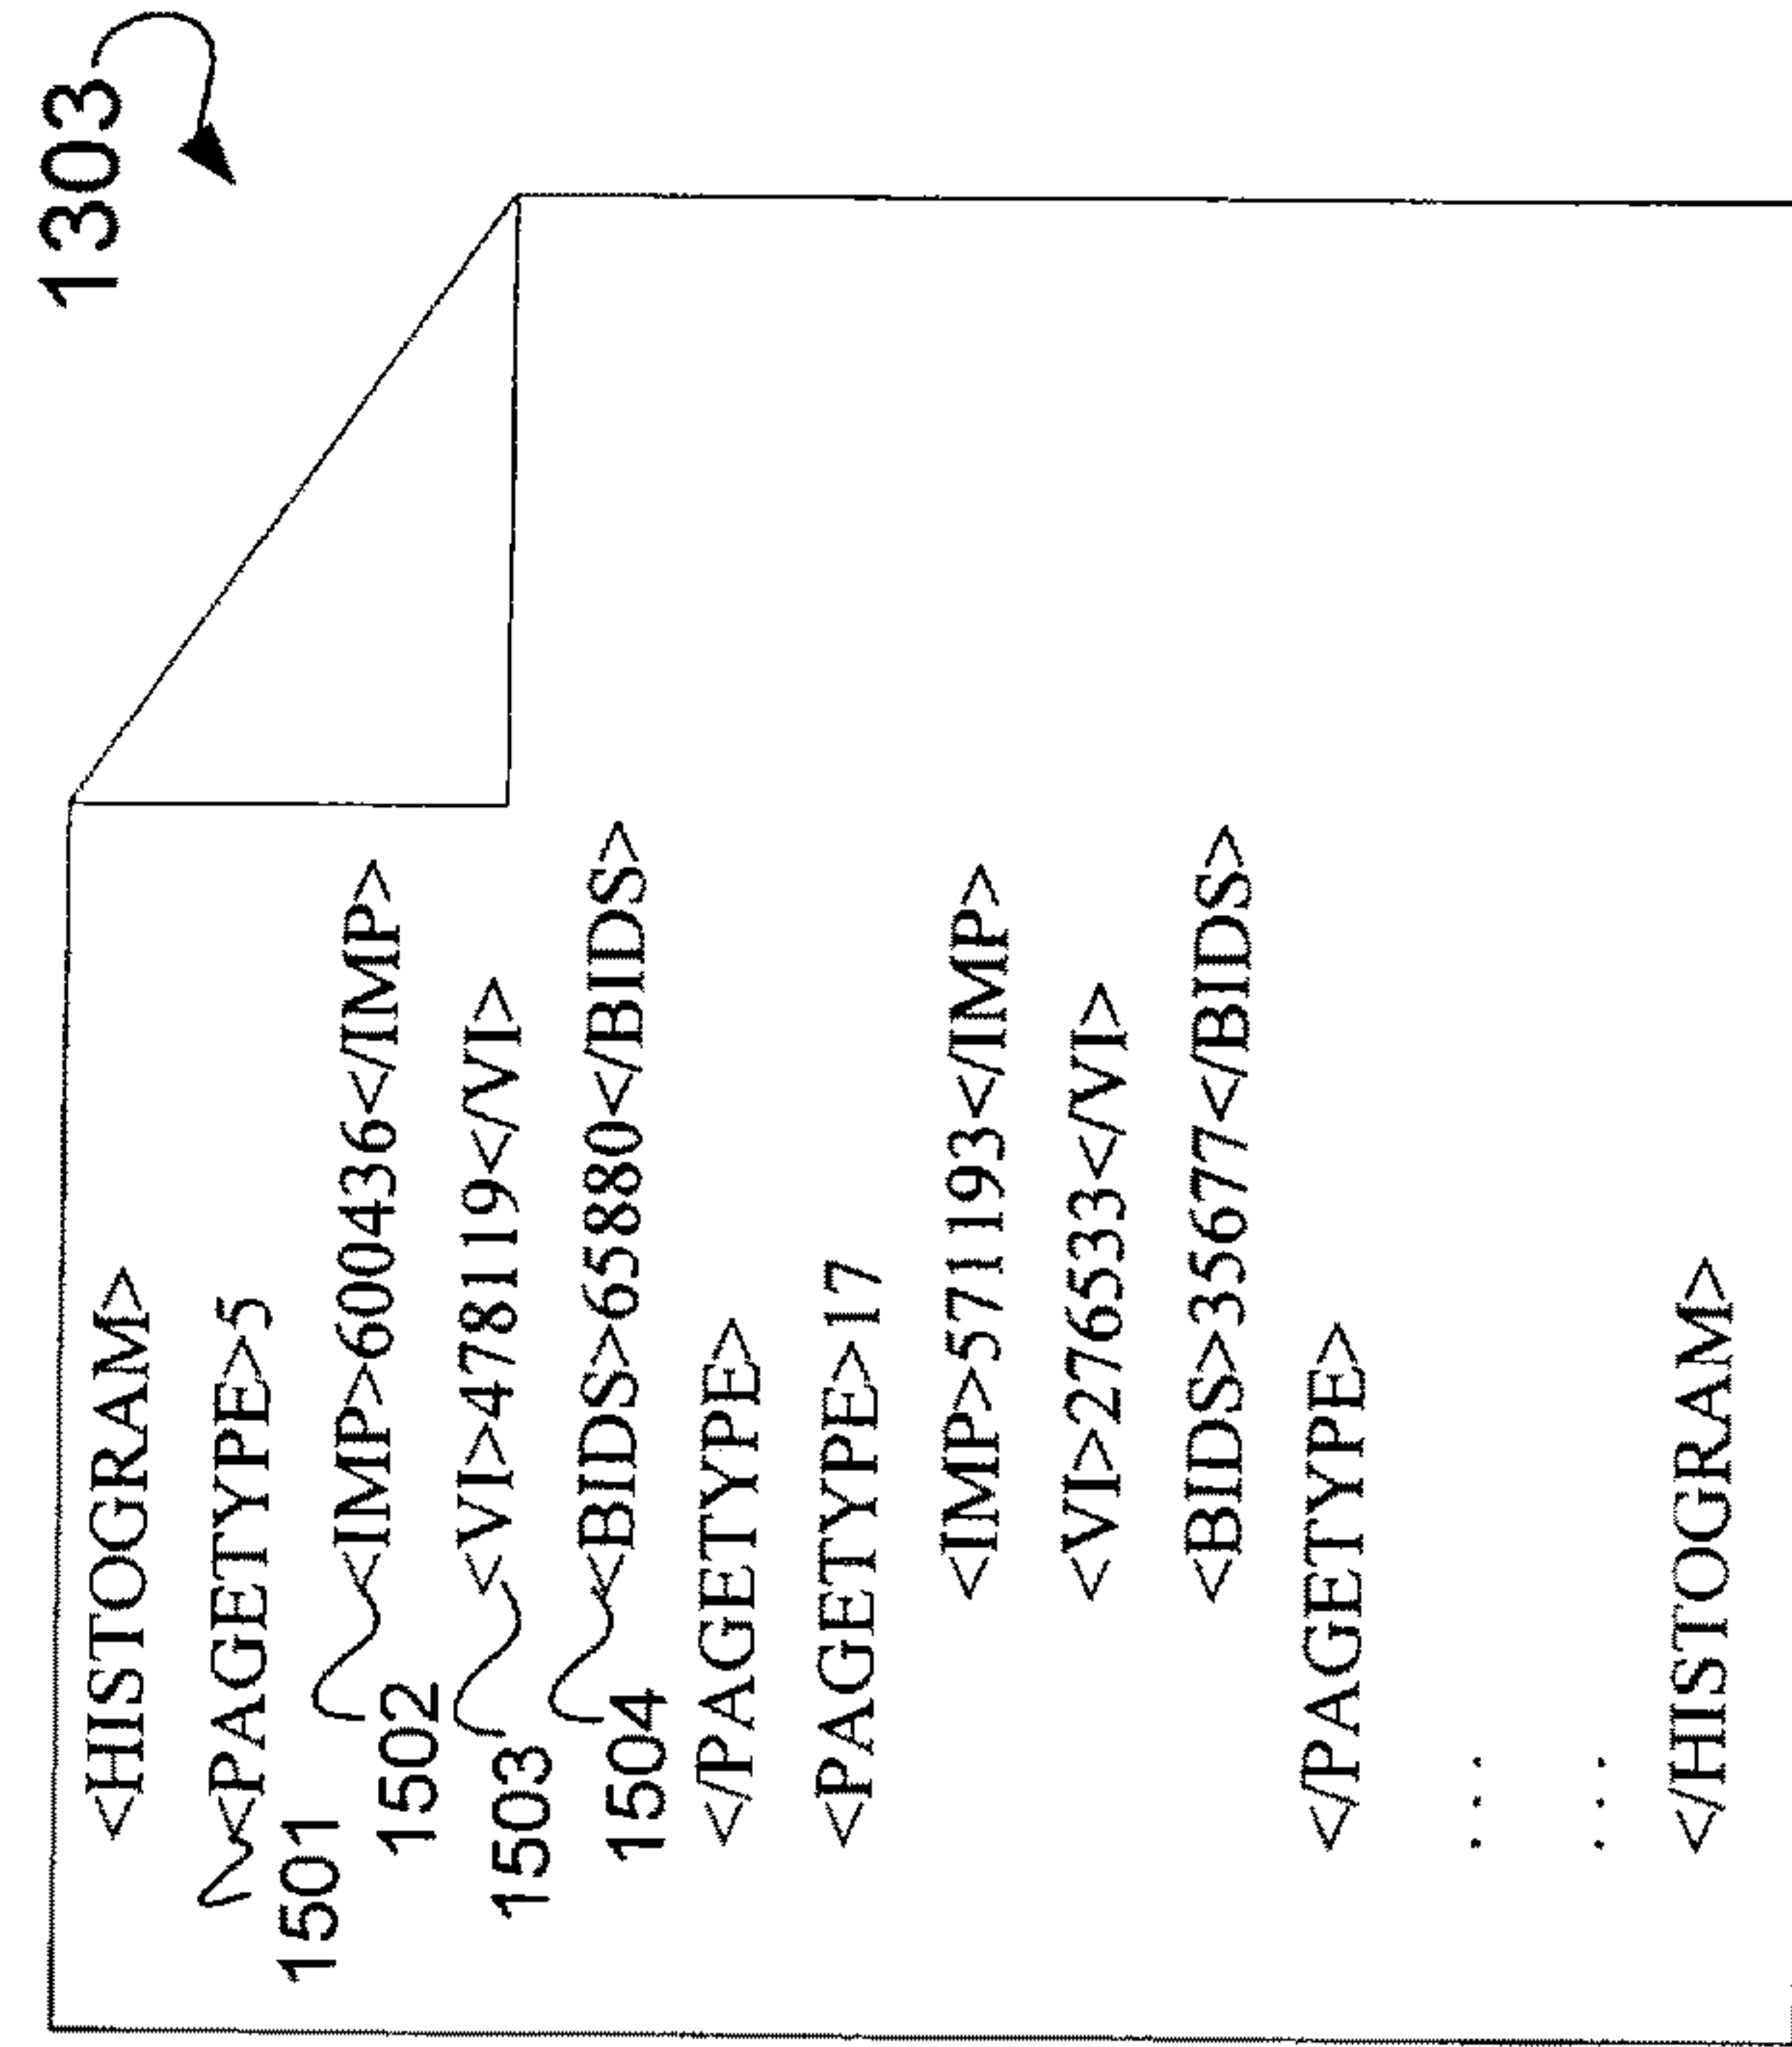 1303
<HISTOGRAM>
<PAGETYPE>5
1501
<IMP>600436</IMP>
1502
<VI>478119</VI>
1503
<BIDS>65880</BIDS>
1504
</PAGETYPE>
<PAGETYPE>17
<IMP>571193</IMP>
<VI>276533</VI>
<BIDS>35677</BIDS>
</PAGETYPE>
. . .
. . .
</HISTOGRAM>